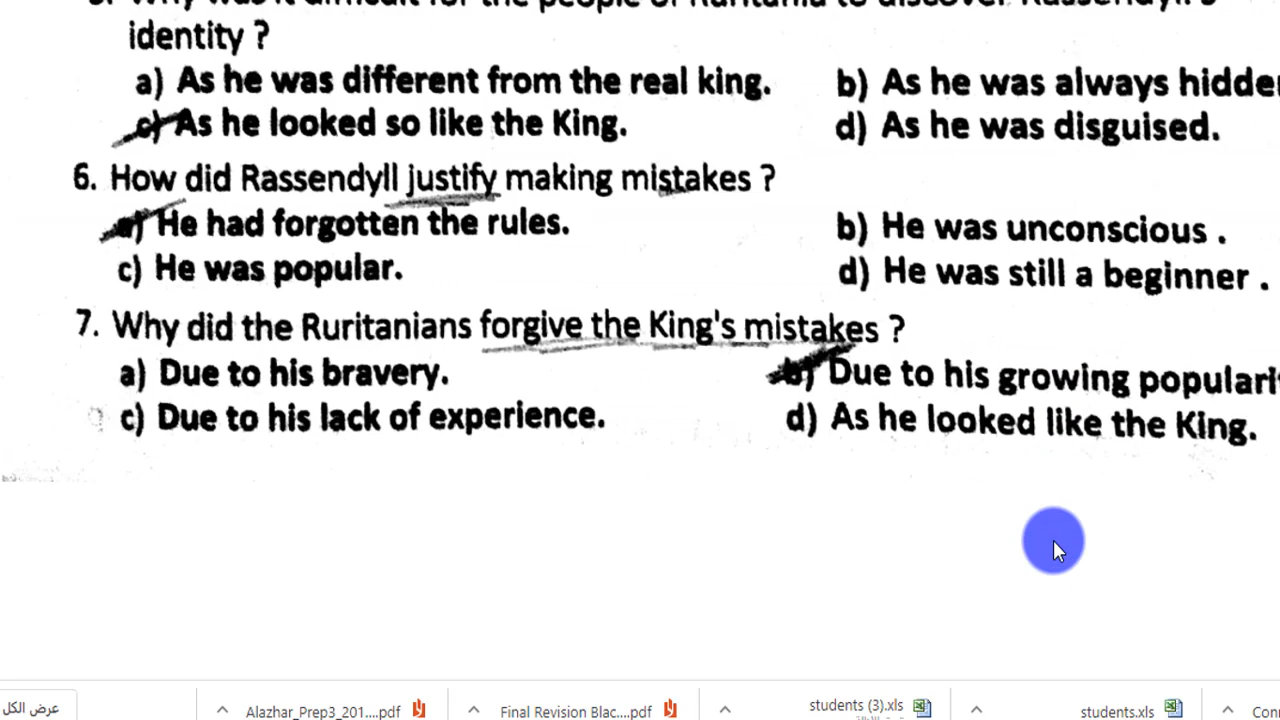 identity ?
a) As he was different from the real king. b) As he was always
c) As he looked so like the King. d) As he was disguised.
6. How did Rassendyll justify making mistakes ?
a) He had forgotten the rules. b) He was unconscious .
c) He was popular. d) He was still a beginner .
7. Why did the Ruritanians forgive the King's mistakes ?
a) Due to his bravery. b) Due to his growing
c) Due to his lack of experience. d) As he looked like the King.
عرض الكل Alazhar_Prep3_201....pdf Final Revision Blac....pdf students (3).xls students.xls